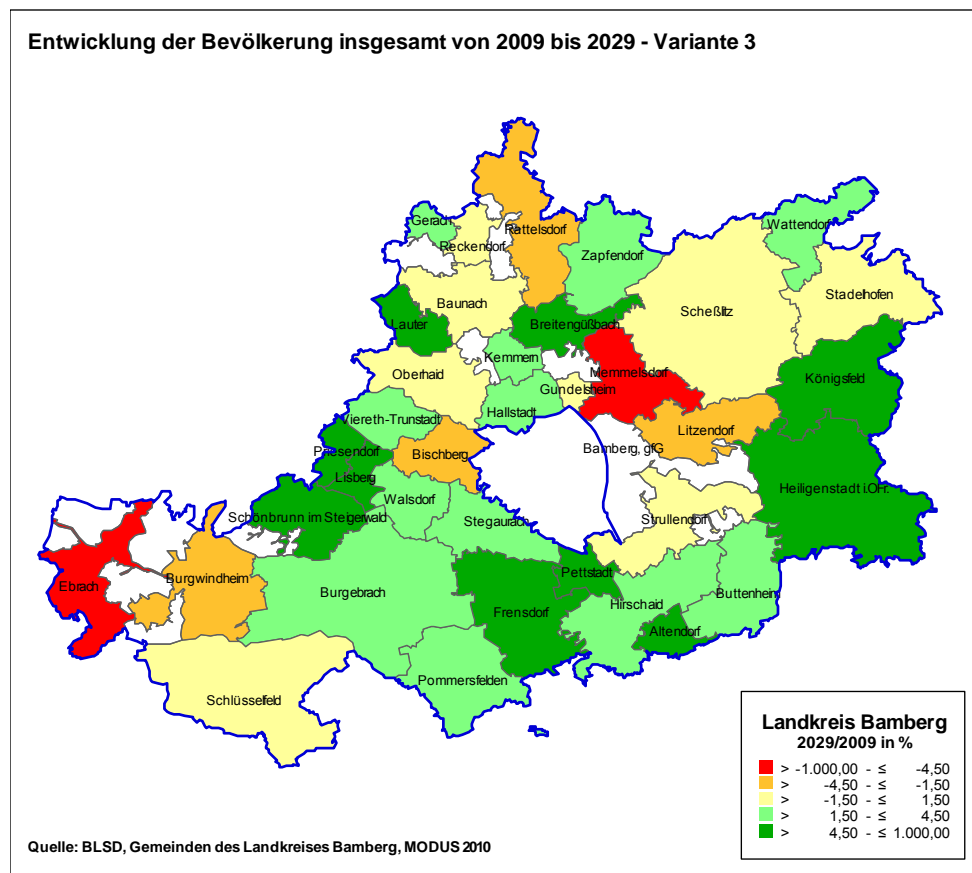 Entwicklung der Bevölkerung insgesamt von 2009 bis 2029 - Variante 3
Gerach
Rattelsdorf
Wattendorf
Reckendorf
Zapfendorf
Baunach
Stadelhofen
Scheßlitz
Lauter
Breitengüßbach
Kemmern
Oberhaid
Memmelsdorf
Königsfeld
Gundelsheim
Hallstadt
Viereth-Trunstadt
Litzendorf
Priesendorf
Bischberg
Bamberg, gfG
Lisberg
Heiligenstadt i.OFr.
Walsdorf
Schönbrunn im Steigerwald
Stegaurach
Strullendorf
Ebrach
Burgwindheim
Pettstadt
Burgebrach
Buttenheim
Frensdorf
Hirschaid
Altendorf
Pommersfelden
Schlüsselfeld
Landkreis Bamberg
2029/2009 in %
> -1.000,00 - ≤ -4,50
> -4,50 - ≤ -1,50
> -1,50 - ≤ 1,50
> 1,50 - ≤ 4,50
> 4,50 - ≤ 1.000,00
Quelle: BLSD, Gemeinden des Landkreises Bamberg, MODUS 2010